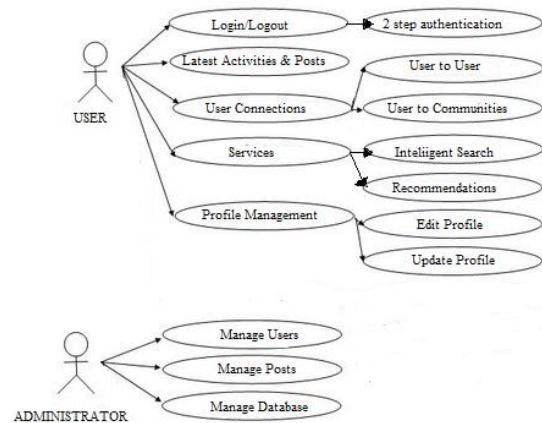 Login/Logout
2 step authentication
Latest Activities & Posts
User to User
USER
User Connections
User to Communities
Services
Inteliigent Search
Recommendations
Profile Management
Edit Profile
Update Profile
Manage Users
Manage Posts
Manage Database
ADMINISTRATOR